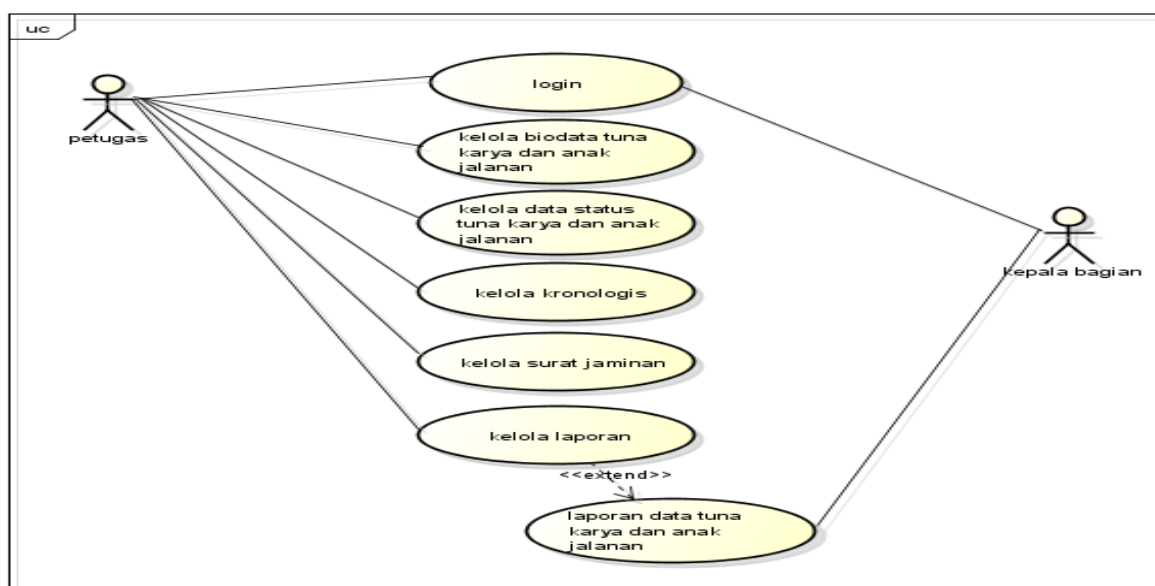 uc
login
petugas
kelola biodata tuna
karya dan anak
jalanan
kelola data status
tuna karya dan anak
jalanan
kepala bagian
kelola kronologis
kelola surat jaminan
kelola laporan
<<extend>>
laporan data tuna
karya dan anak
jalanan